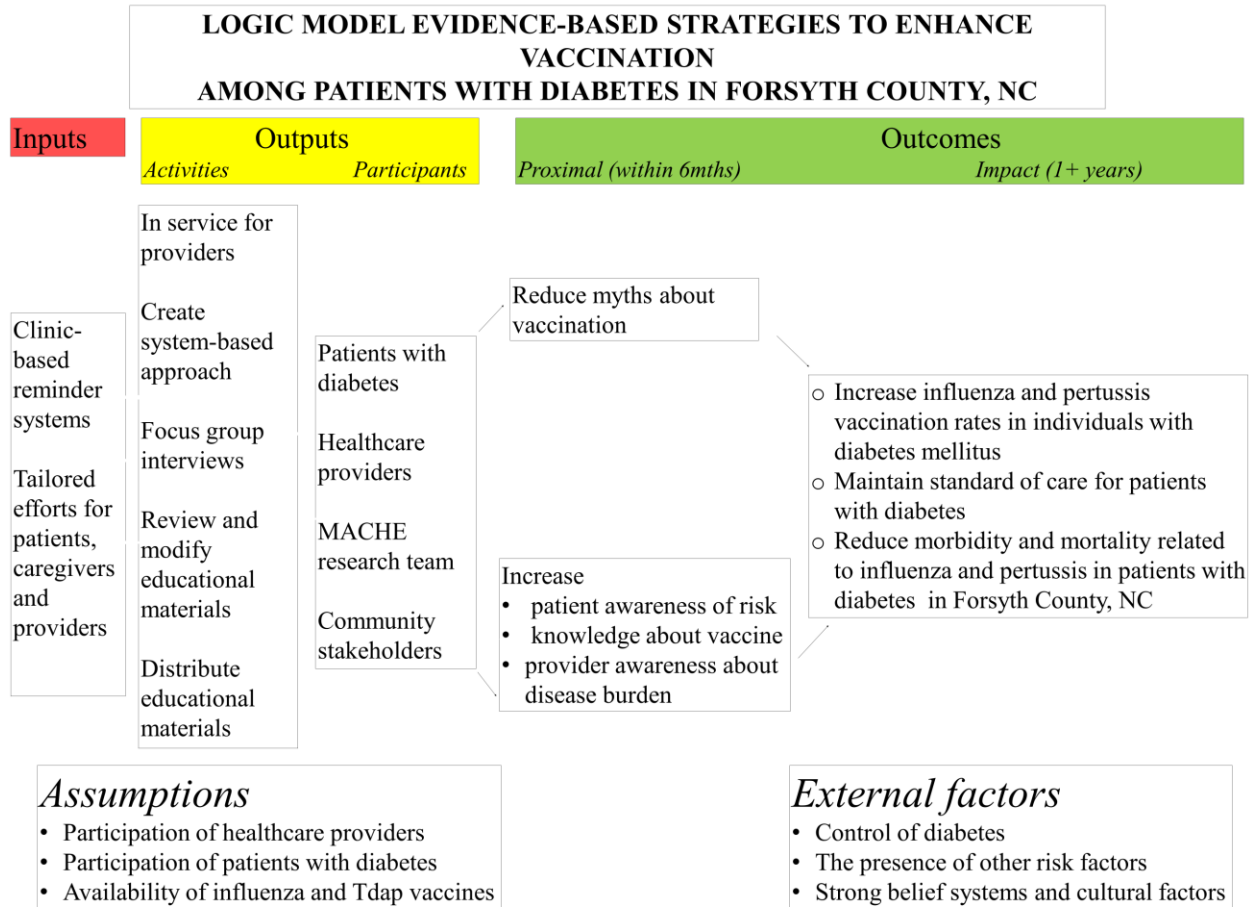 LOGIC MODEL EVIDENCE-BASED STRATEGIES TO ENHANCE
VACCINATION
AMONG PATIENTS WITH DIABETES IN FORSYTH COUNTY, NC
Inputs
Outputs
Activities
Participants
Outcomes
Proximal (within 6mths)
Impact (1+ years)
Clinic-
based
reminder
systems
Tailored
efforts for
patients,
caregivers
and
providers
In service for
providers
Create
system-based
approach
Focus group
interviews
Review and
modify
educational
materials
Distribute
educational
materials
Patients with
diabetes
Healthcare
providers
MACHE
research team
Community
stakeholders
Reduce myths about
vaccination
Increase
• patient awareness of risk
• knowledge about vaccine
• provider awareness about
disease burden
o Increase influenza and pertussis
vaccination rates in individuals with
diabetes mellitus
o Maintain standard of care for patients
with diabetes
o Reduce morbidity and mortality related
to influenza and pertussis in patients with
diabetes in Forsyth County, NC
Assumptions
• Participation of healthcare providers
• Participation of patients with diabetes
• Availability of influenza and Tdap vaccines
External factors
• Control of diabetes
• The presence of other risk factors
• Strong belief systems and cultural factors